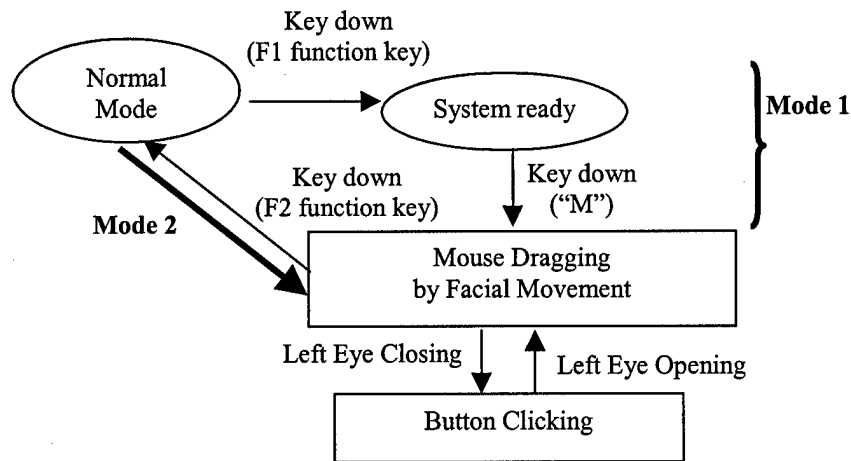 Key down
(F1 function key)
Normal
Mode
System ready
Mode 1
Key down
(F2 function key)
Key down
("M")
Mode 2
Mouse Dragging
by Facial Movement
Left Eye Closing
Left Eye Opening
Button Clicking